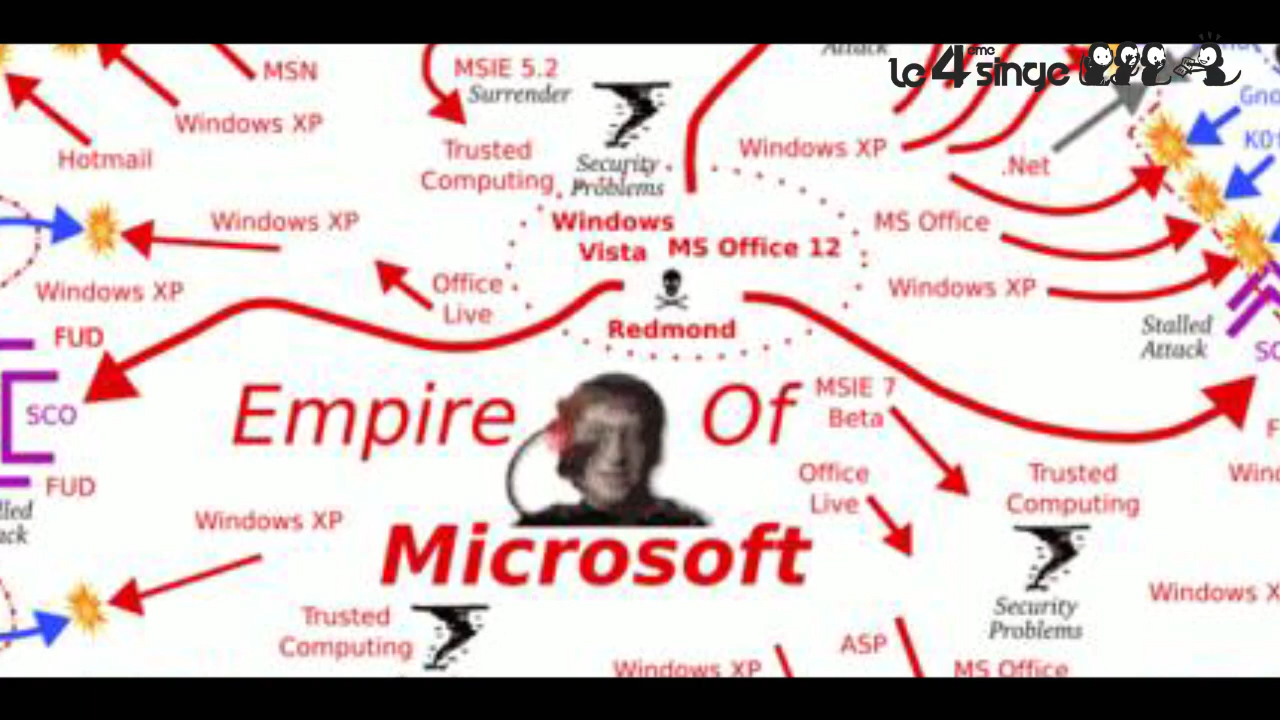 Attack
le 4eme singe
MSN
MSIE 5.2
Surrender
Windows XP
Hotmail
Trusted
Computing
Security
Problems
Windows XP
.Net
Windows XP
Windows
Vista
MS Office 12
MS Office
Windows XP
Office
Live
Windows XP
Redmond
Stalled
Attack
FUD
SCO
FUD
Empire Of
Microsoft
MSIE 7
Beta
Office
Live
Trusted
Computing
Security
Problems
Windows XP
Windows X
Trusted
Computing
ASP
Windows XP
MS Office